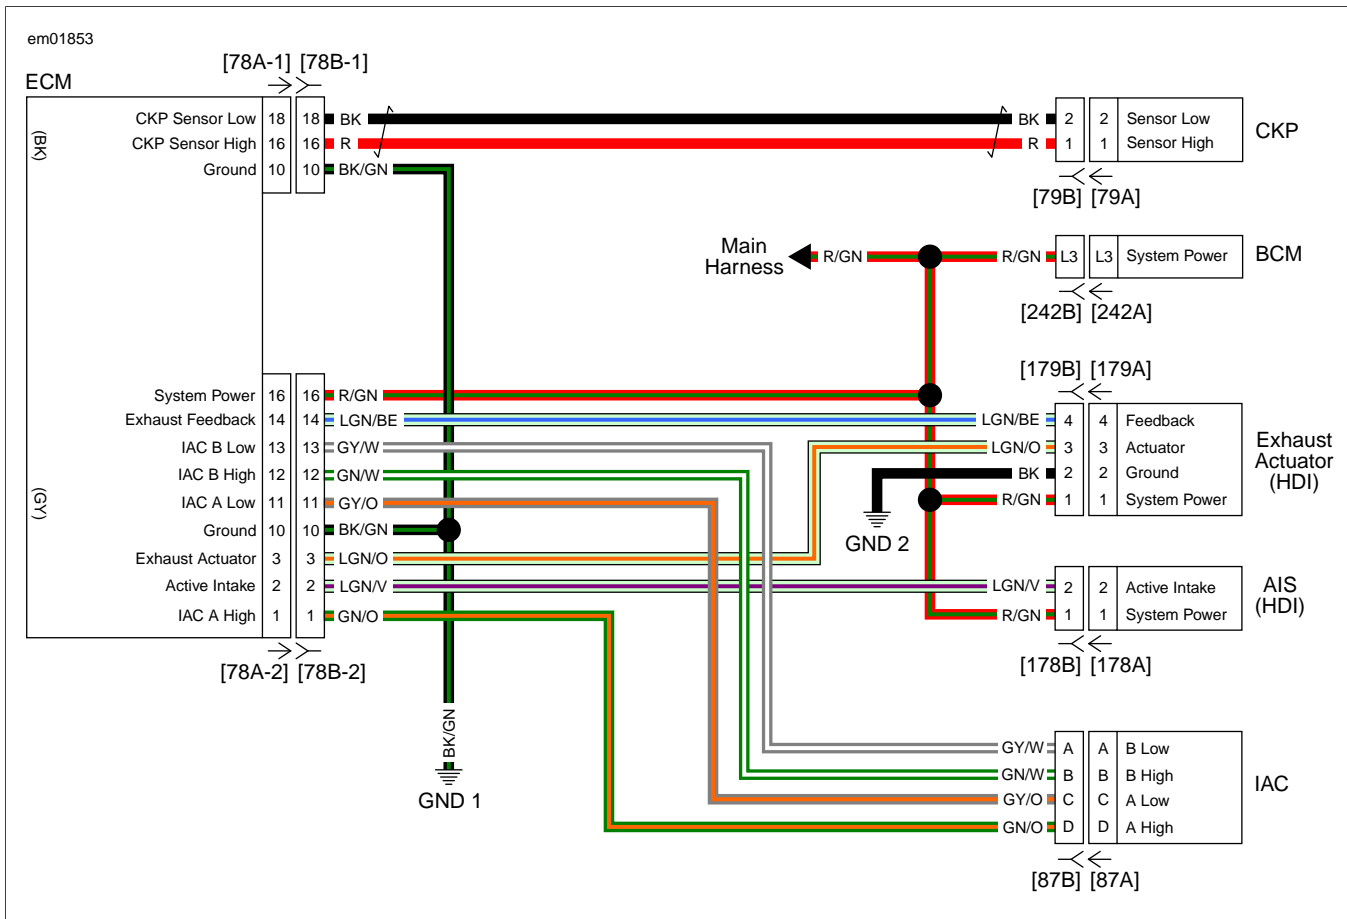 em01853
[78A-1] [78B-1]
ECM
(BK)
CKP Sensor Low 18 18 BK BK 2 2 Sensor Low
CKP Sensor High 16 16 R R 1 1 Sensor High
CKP
Ground 10 10 BK/GN
[79B] [79A]
Main
Harness
R/GN R/GN L3 L3 System Power
BCM
[242B] [242A]
[179B] [179A]
System Power 16 16 R/GN
Exhaust Feedback 14 14 LGN/BE LGN/BE 4 4 Feedback
IAC B Low 13 13 GY/W LGN/O 3 3 Actuator
IAC B High 12 12 GN/W BK 2 2 Ground
IAC A Low 11 11 GY/O R/GN 1 1 System Power
Exhaust
Actuator
(HDI)
(GY)
Ground 10 10 BK/GN
GND 2
Exhaust Actuator 3 3 LGN/O
Active Intake 2 2 LGN/V LGN/V 2 2 Active Intake
IAC A High 1 1 GN/O R/GN 1 1 System Power
AIS
(HDI)
[78A-2] [78B-2]
[178B] [178A]
BK/GN
GND 1
GY/W A A B Low
GN/W B B B High
GY/O C C A Low
GN/O D D A High
IAC
[87B] [87A]